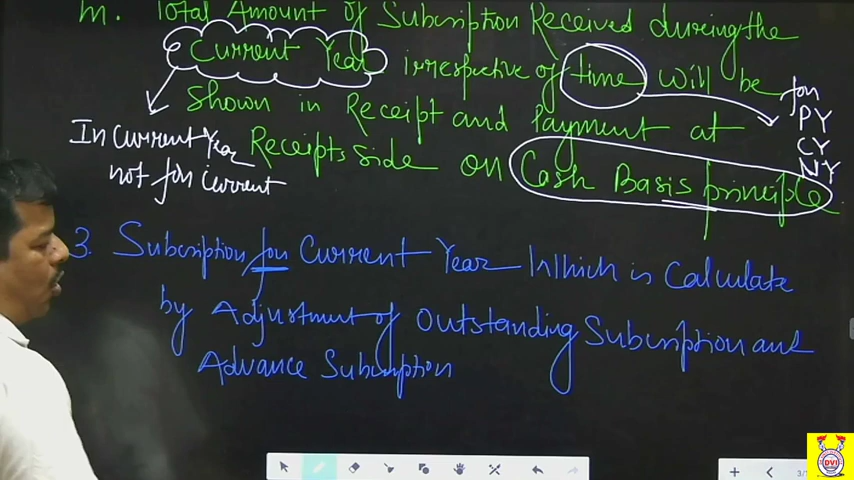 m. Total Amount of Subscription Received during the
Current Year irrespective of time will be
for
Shown in Receipt and Payment at
PY
CY
NY
In Current Year
not for Current
Receipts side on Cash Basis principle
3. Subscription for Current Year Which is Calculate
by Adjustment of Outstanding Subscription and
Advance Subscription
DVI